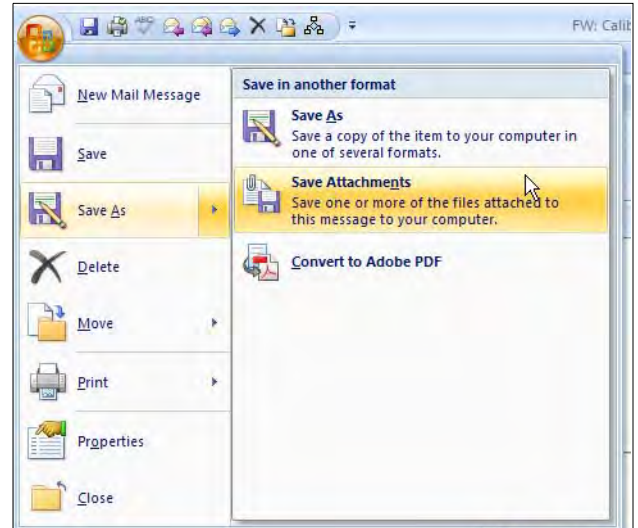 FW: Calib
New Mail Message
Save
Save As
Delete
Move
Print
Properties
Close
Save in another format
Save As
Save a copy of the item to your computer in
one of several formats.
Save Attachments
Save one or more of the files attached to
this message to your computer.
Convert to Adobe PDF